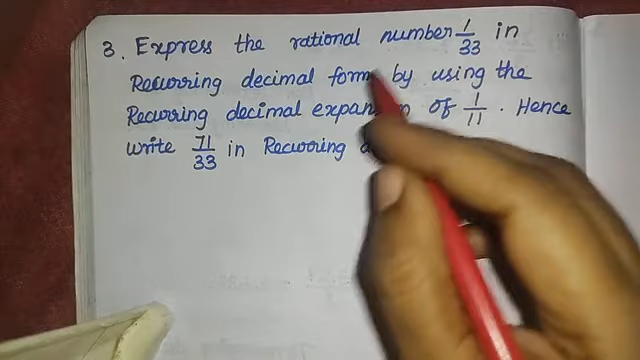 3. Express the rational number 1/33 in
Recurring decimal form by using the
Recurring decimal expan of 1/11. Hence
write 71/33 in Recurring